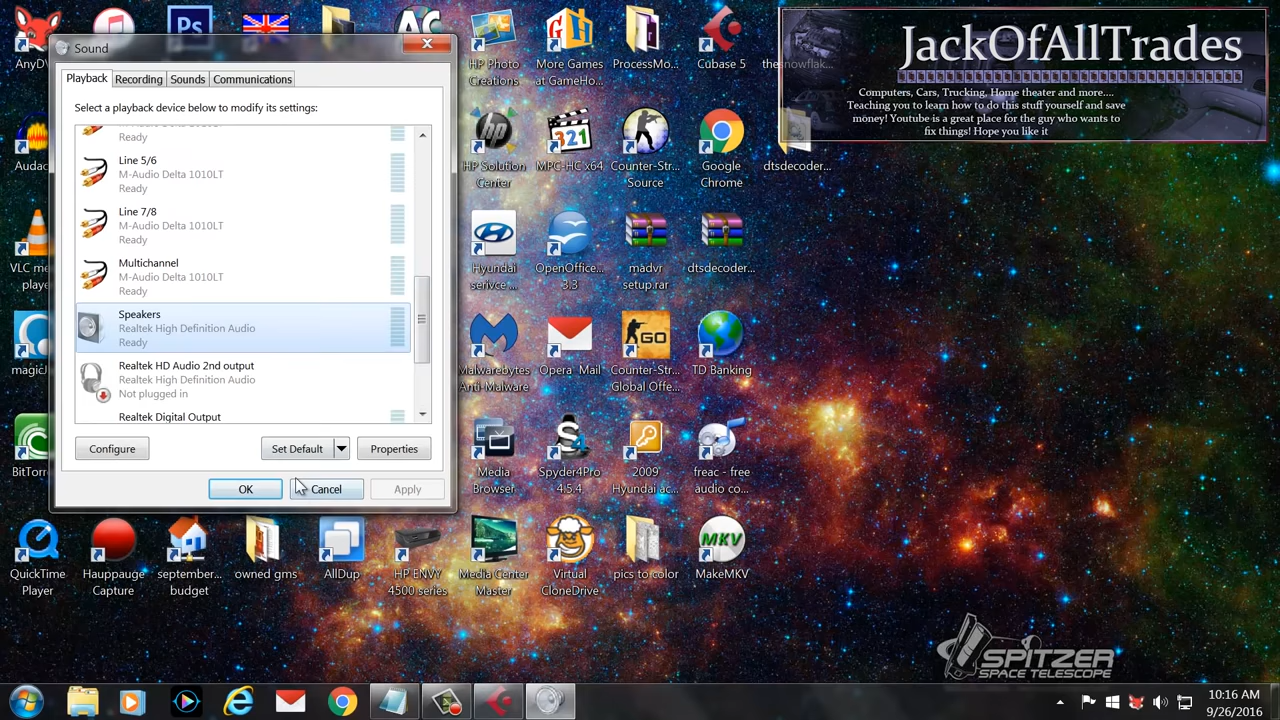 Sound
Playback
Recording
Sounds
Communications
Select a playback device below to modify its settings:
Ready
Line 5/6
M-Audio Delta 1010LT
Ready
Line 7/8
M-Audio Delta 1010LT
Ready
Multichannel
M-Audio Delta 1010LT
Ready
Speakers
Realtek High Definition Audio
Ready
Realtek HD Audio 2nd output
Realtek High Definition Audio
Not plugged in
Realtek Digital Output
Configure
Set Default
Properties
OK
Cancel
Apply
AnyDV
Ps
AC
HP Photo
Creations
GH
More Games
at GameHo...
ProcessMo...
Cubase 5
thesnowflak...
Audac
hp
HP Solution
Center
321
MPC-HC x64
Counter-Str...
Source
Google
Chrome
dtsdecoder...
VLC me
playe
Hyundai
serivce ...
OpenOffice...
3.3
madvr
setup.rar
dtsdecoder...
magicJ
Malwarebytes
Anti-Malware
Opera Mail
GO
Counter-Str...
Global Offe...
TD Banking
BitTorr
Media
Browser
S4
Spyder4Pro
4.5.4
2009
Hyundai ac...
freac - free
audio co...
QuickTime
Player
Hauppauge
Capture
september...
budget
owned gms
AllDup
HP ENVY
4500 series
Media Center
Master
Virtual
CloneDrive
pics to color
MKV
MakeMKV
JackOfAllTrades
Computers, Cars, Trucking, Home theater and more....
Teaching you to learn how to do this stuff yourself and save
money! Youtube is a great place for the guy who wants to
fix things! Hope you like it
SPITZER
SPACE TELESCOPE
10:16 AM
9/26/2016